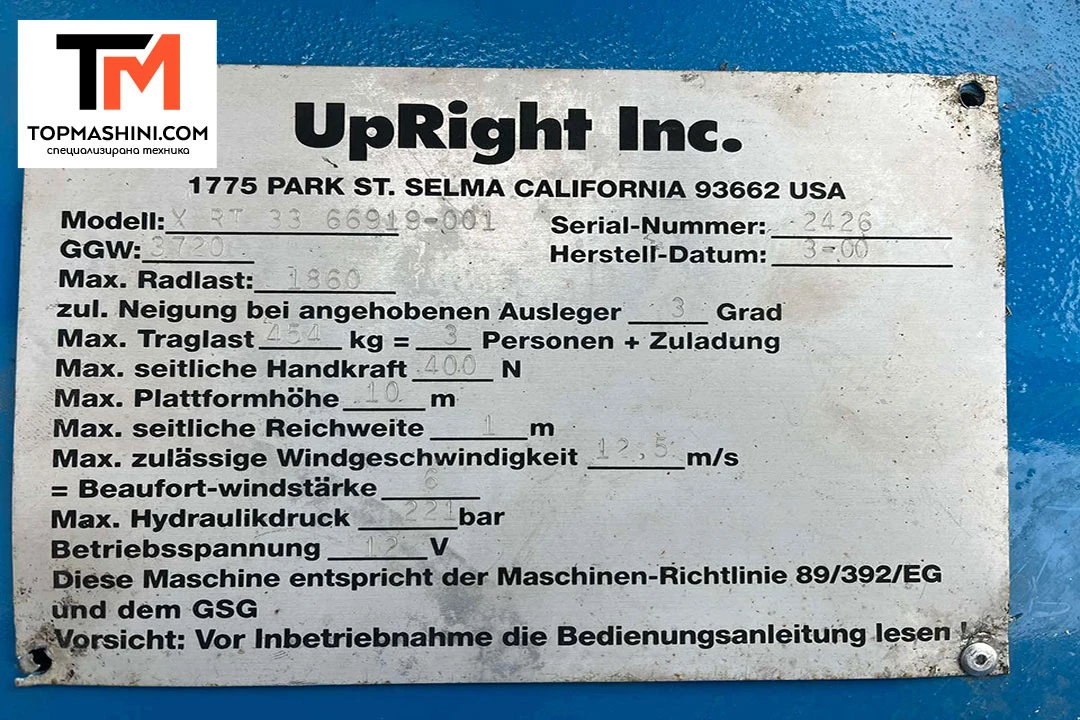 TM
TOPMASHINI.COM
специализирана техника
UpRight Inc.
1775 PARK ST. SELMA CALIFORNIA 93662 USA
Modell: X RT 33 66919-001 Serial-Nummer: 2426
GGW: 3720 Herstell-Datum: 3-00
Max. Radlast: 1860
zul. Neigung bei angehobenen Ausleger 3 Grad
Max. Traglast 454 kg = 3 Personen + Zuladung
Max. seitliche Handkraft 400 N
Max. Plattformhöhe 10 m
Max. seitliche Reichweite 1 m
Max. zulässige Windgeschwindigkeit 12.5 m/s
= Beaufort-windstärke 6
Max. Hydraulikdruck 221 bar
Betriebsspannung 12 V
Diese Maschine entspricht der Maschinen-Richtlinie 89/392/EG
und dem GSG
Vorsicht: Vor Inbetriebnahme die Bedienungsanleitung lesen !